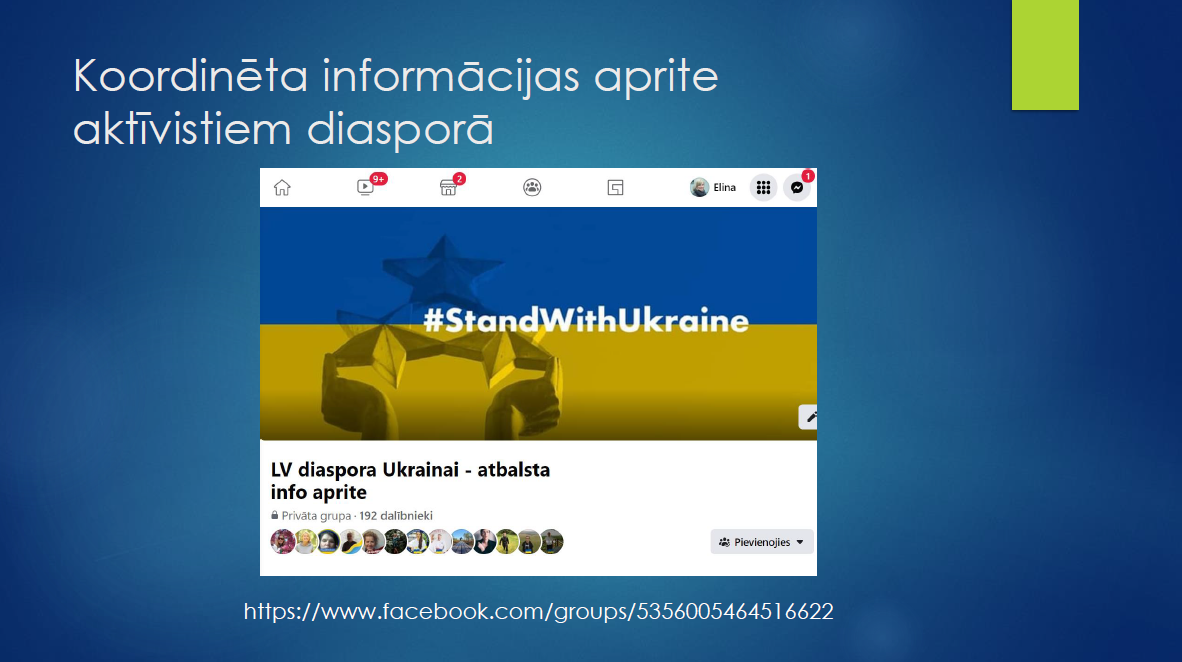 Koordinēta informācijas aprite
aktīvistiem diasporā
9+
2
Elina
1
#StandWithUkraine
LV diaspora Ukrainai - atbalsta
info aprite
Privāta grupa · 192 dalībnieki
Pievienojies
https://www.facebook.com/groups/5356005464516622